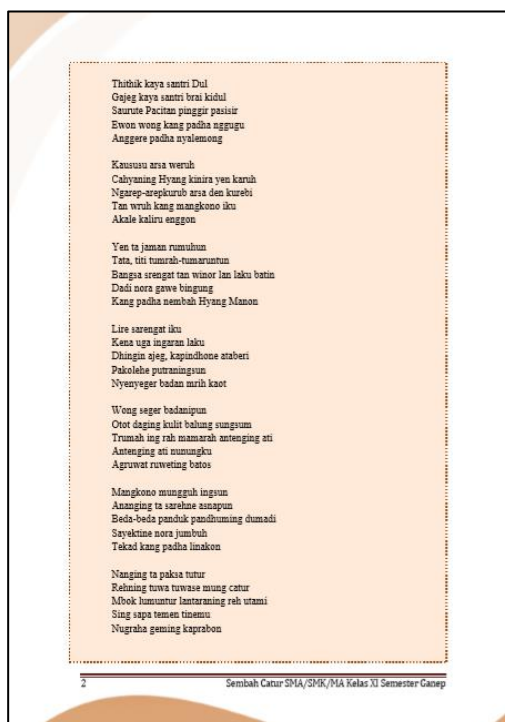 Thithik kaya santri Dul
Gajeg kaya santri brai kidul
Saurute Pacitan pinggir pasisir
Ewon wong kang padha nggugu
Anggere padha nyalemong
Kaususu arsa weruh
Cahyaning Hyang kinira yen karuh
Ngarep-arepkurub arsa den kurebi
Tan wruh kang mangkono iku
Akale kaliru enggon
Yen ta jaman rumuhun
Tata, titi tumrah-tumaruntun
Bangsa srengat tan winor lan laku batin
Dadi nora gawe bingung
Kang padha nembah Hyang Manon
Lire sarengat iku
Kena uga ingaran laku
Dhingin ajeg, kapindhone ataberi
Pakolehe putraningsun
Nyenyeger badan mrih kaot
Wong seger badanipun
Otot daging kulit balung sungsum
Trumah ing rah mamarah antenging ati
Antenging ati nunungku
Agruwat ruweting batos
Mangkono mungguh ingsun
Ananging ta sarehne asnapun
Beda-beda panduk pandhuming dumadi
Sayektine nora jumbuh
Tekad kang padha linakon
Nanging ta paksa tutur
Rehning tuwa tuwase mung catur
Mbok lumuntur lantaraning reh utami
Sing sapa temen tinemu
Nugraha geming kaprabon
2 Sembah Catur SMA/SMK/MA Kelas XI Semester Ganep